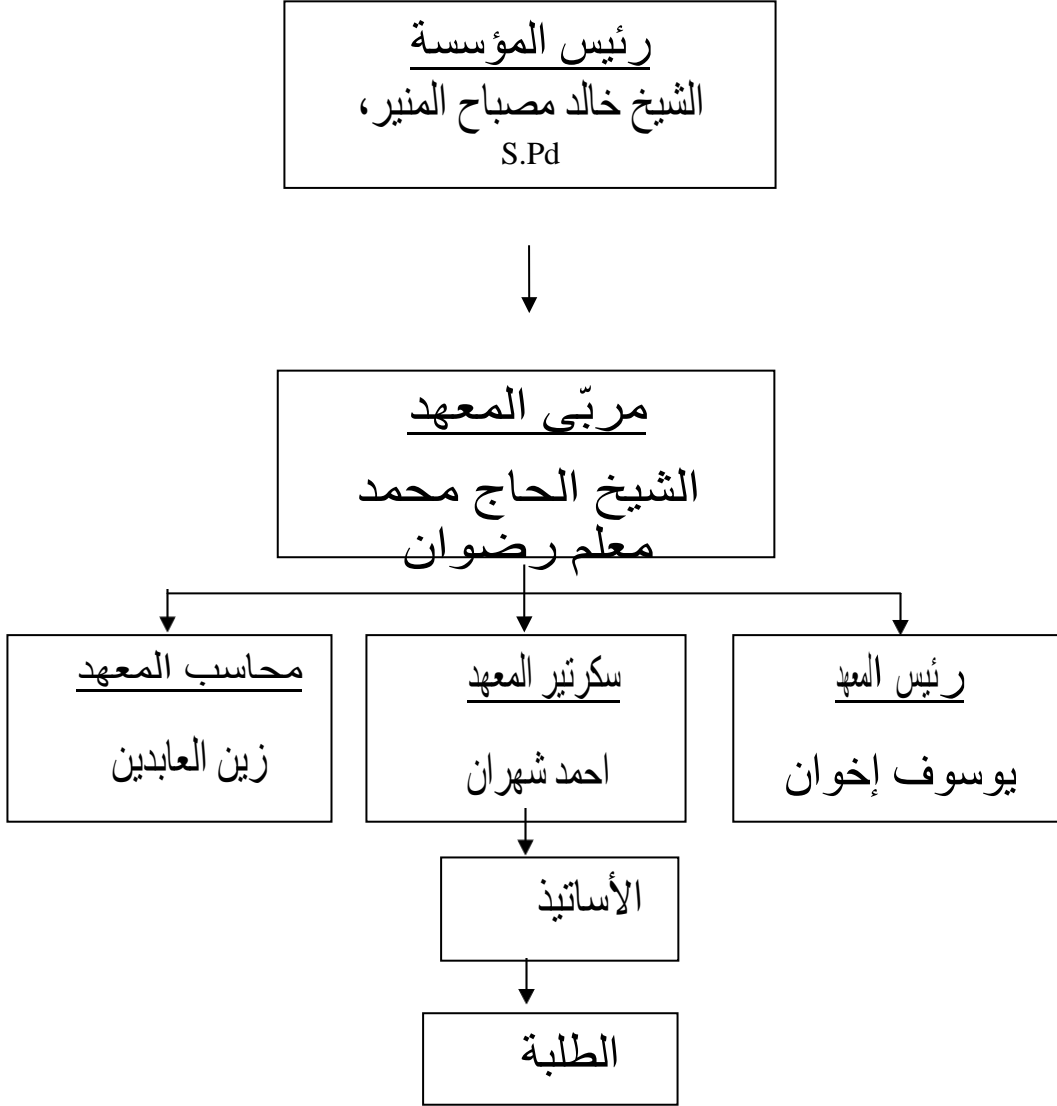 رئيس المؤسسة
الشيخ خالد مصباح المنير،
S.Pd
مربّي المعهد
الشيخ الحاج محمد
معلم رضوان
رئيس المعهد
يوسوف إخوان
سكرتير المعهد
احمد شهران
محاسب المعهد
زين العابدين
الأساتيذ
الطلبة